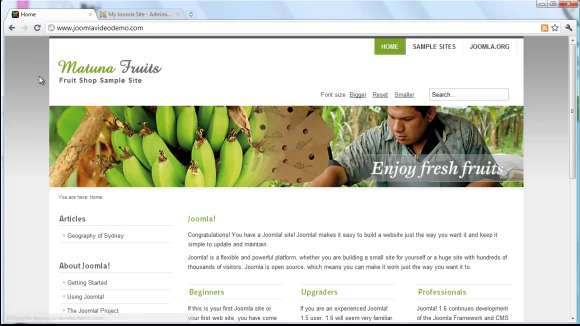 Home
My Joomla Site - Admini...
www.joomlavideodemo.com
HOME
SAMPLE SITES
JOOMLA.ORG
Matuna Fruits
Fruit Shop Sample Site
Font size Bigger Reset Smaller
Search...
Enjoy fresh fruits
You are here: Home
Articles
Geography of Sydney
About Joomla!
Getting Started
Using Joomla!
The Joomla! Project
Joomla!
Congratulations! You have a Joomla! site! Joomla! makes it easy to build a website just the way you want it and keep it
simple to update and maintain.
Joomla! is a flexible and powerful platform, whether you are building a small site for yourself or a huge site with hundreds of
thousands of visitors. Joomla is open source, which means you can make it work just the way you want it to.
Beginners
If this is your first Joomla site or
your first web site, you have come
Upgraders
If you are an experienced Joomla!
1.5 user, 1.6 will seem very familiar.
Professionals
Joomla! 1.6 continues development
of the Joomla Framework and CMS